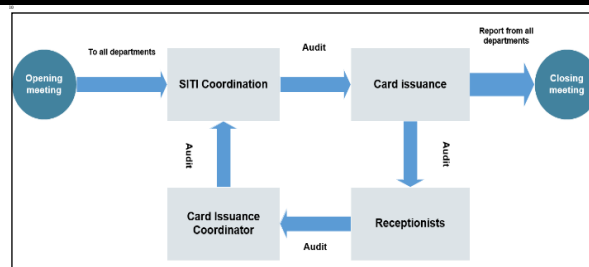 To all departments
Audit
Report from all
departments
Opening
meeting
SITI Coordination
Card issuance
Closing
meeting
Audit
Audit
Card Issuance
Coordinator
Audit
Receptionists